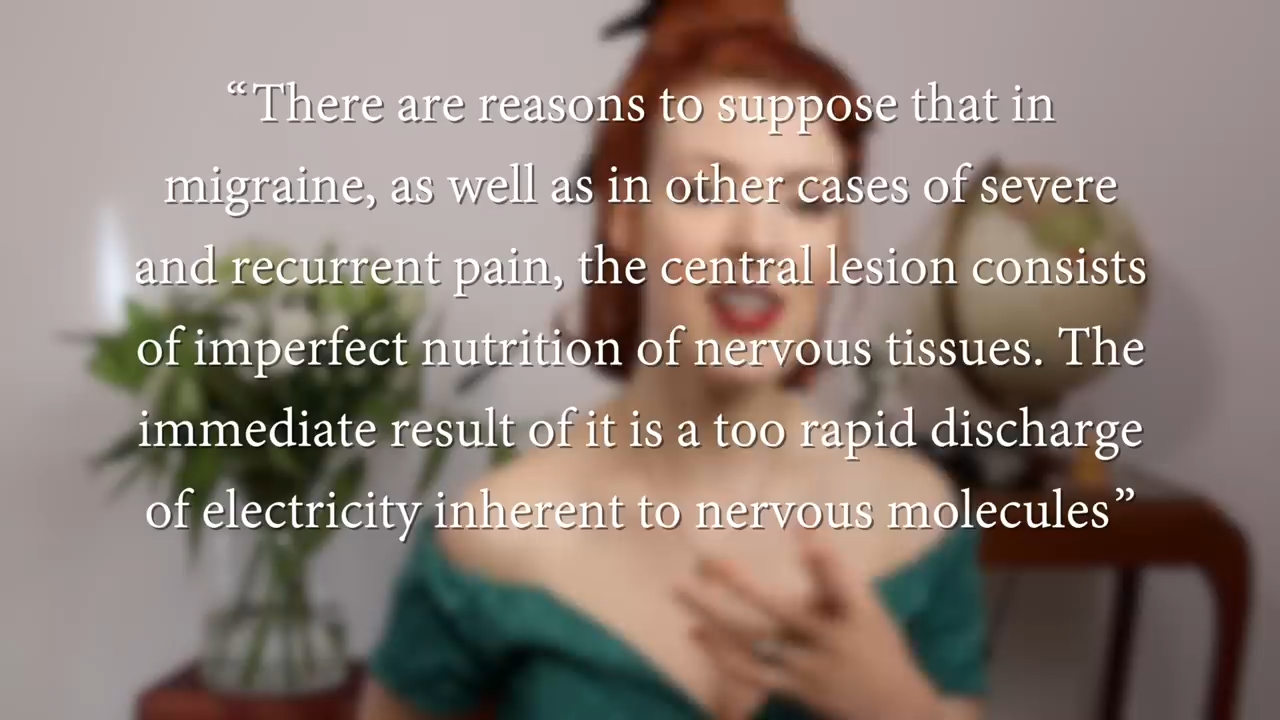 “There are reasons to suppose that in
migraine, as well as in other cases of severe
and recurrent pain, the central lesion consists
of imperfect nutrition of nervous tissues. The
immediate result of it is a too rapid discharge
of electricity inherent to nervous molecules”